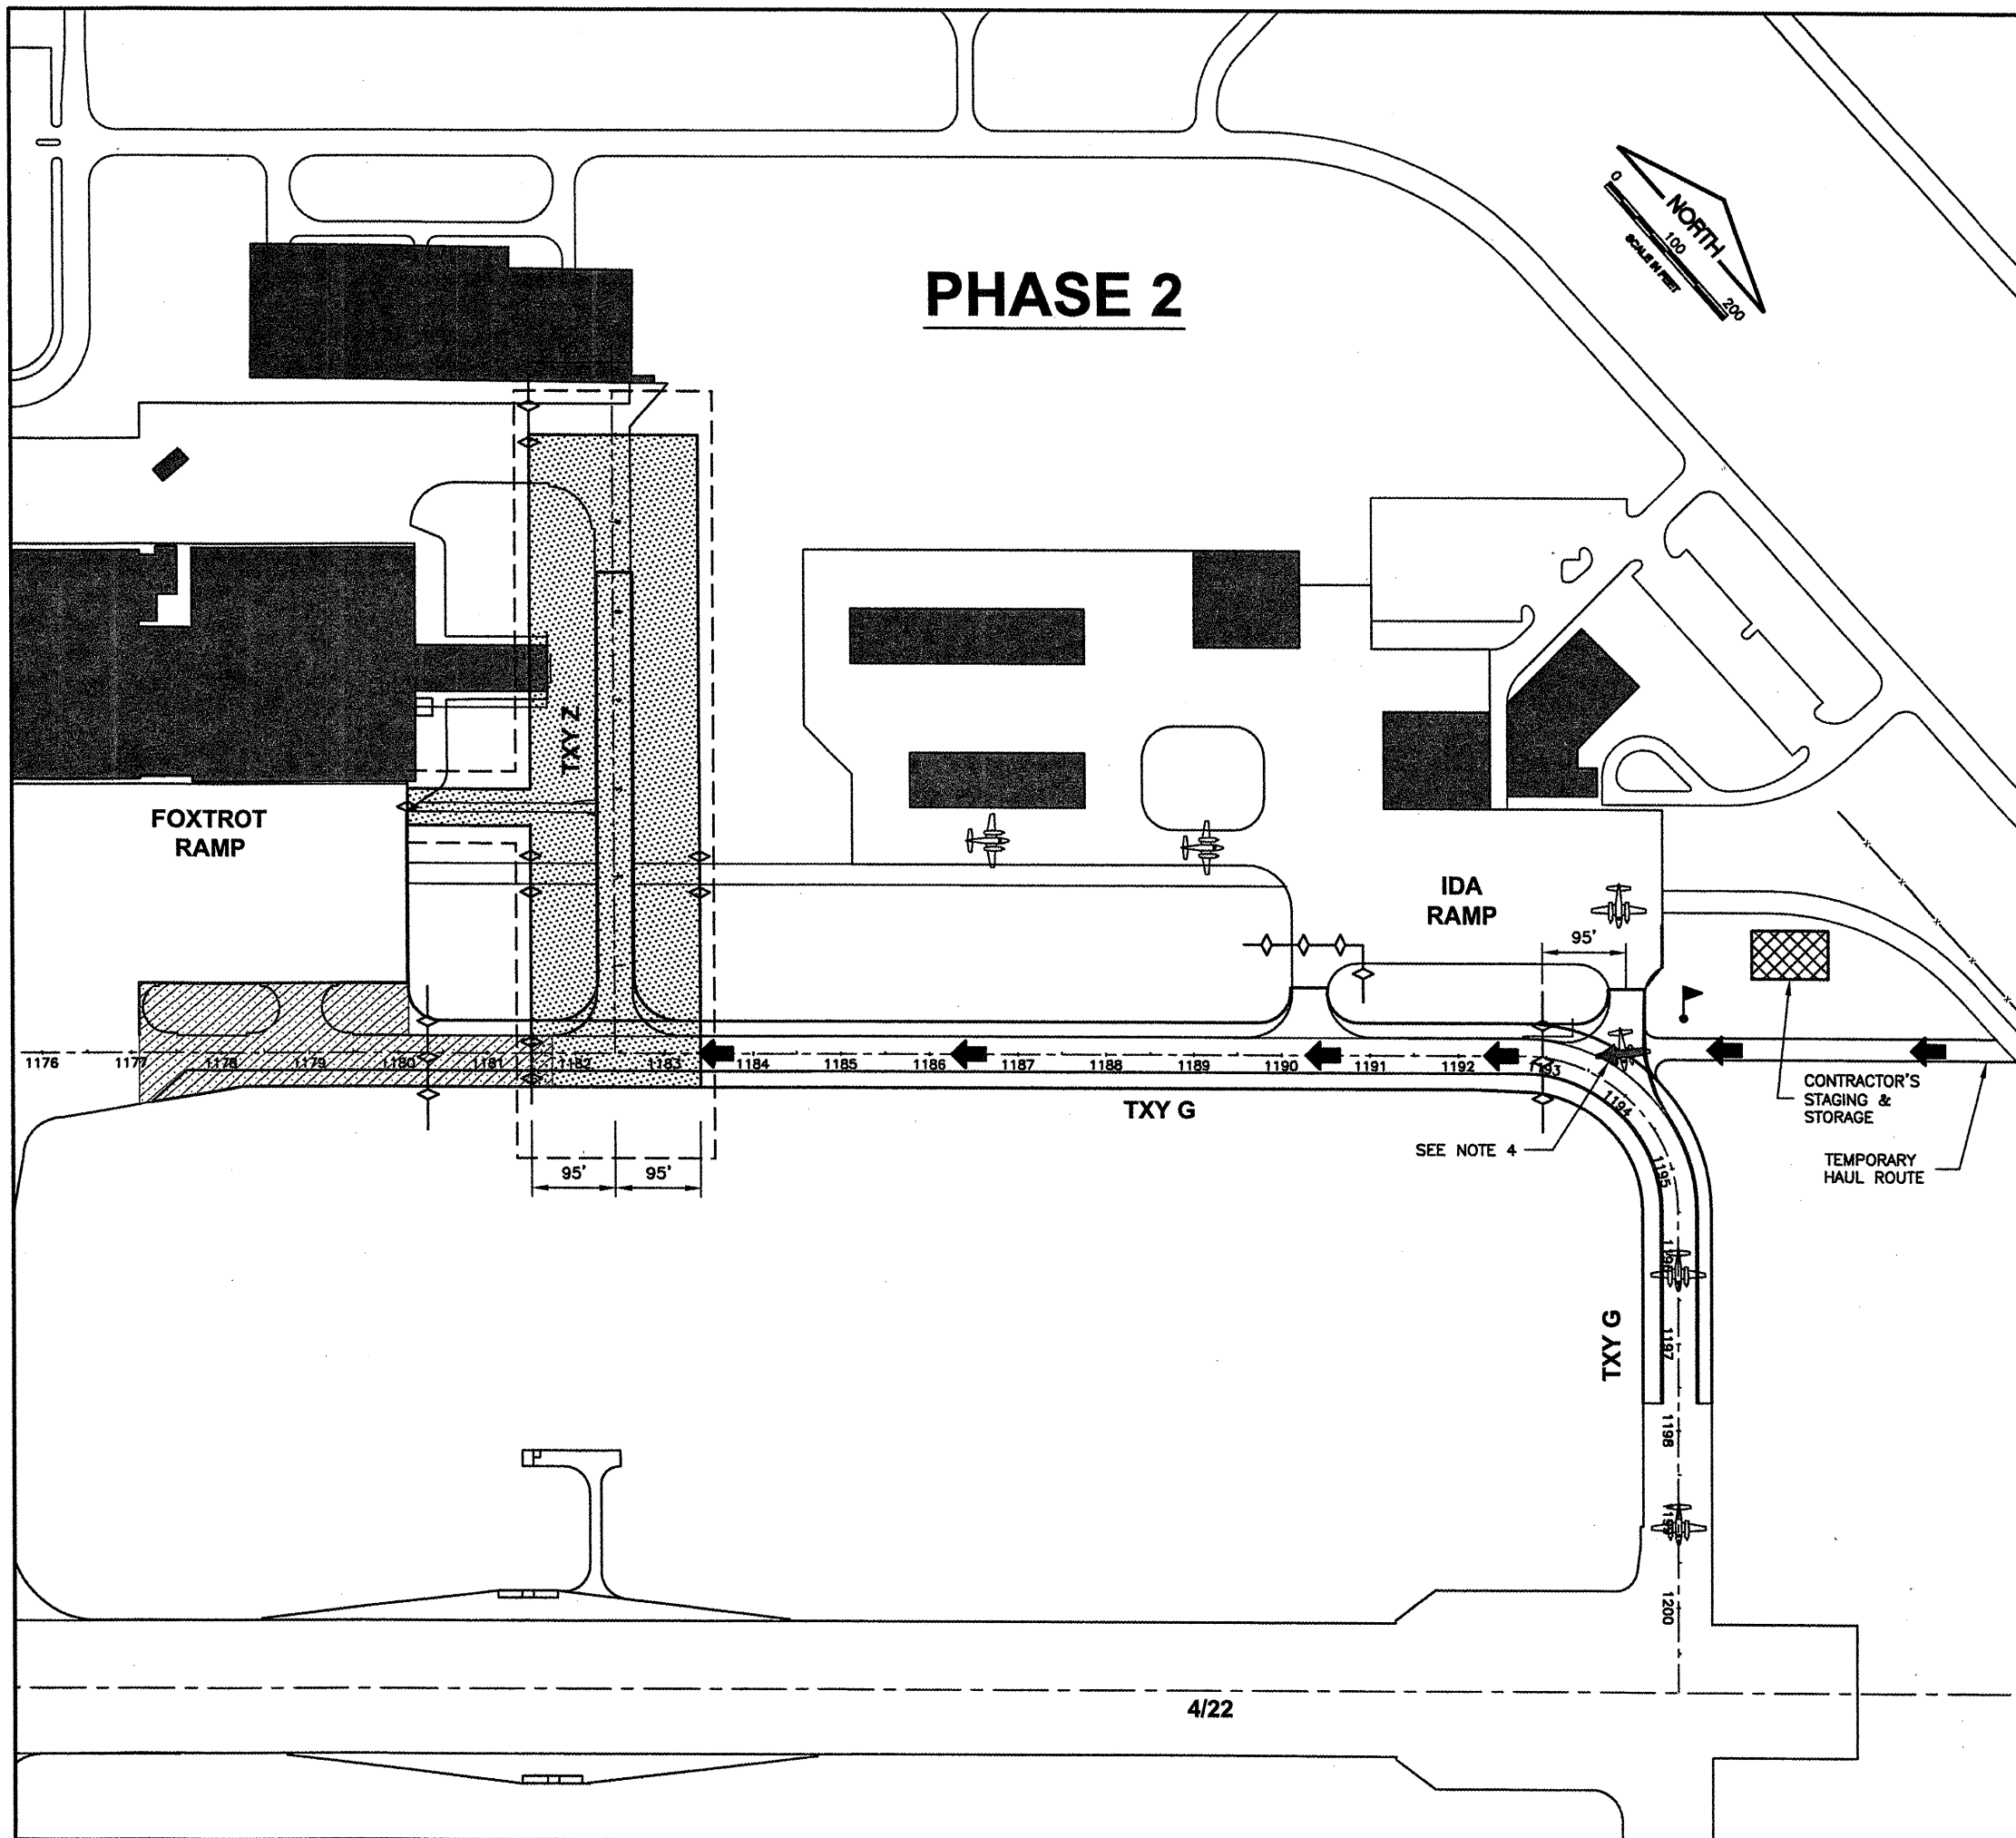 PHASE 2
NORTH
0
100
200
SCALE IN FEET
TXY Z
FOXTROT
RAMP
IDA
RAMP
95'
1176
1177
1178
1179
1180
1181
1182
1183
1184
1185
1186
1187
1188
1189
1190
1191
1192
1193
1194
1195
1196
1197
1198
1199
1200
TXY G
SEE NOTE 4
CONTRACTOR'S
STAGING &
STORAGE
TEMPORARY
HAUL ROUTE
95'
95'
TXY G
4/22
x
x
x
x